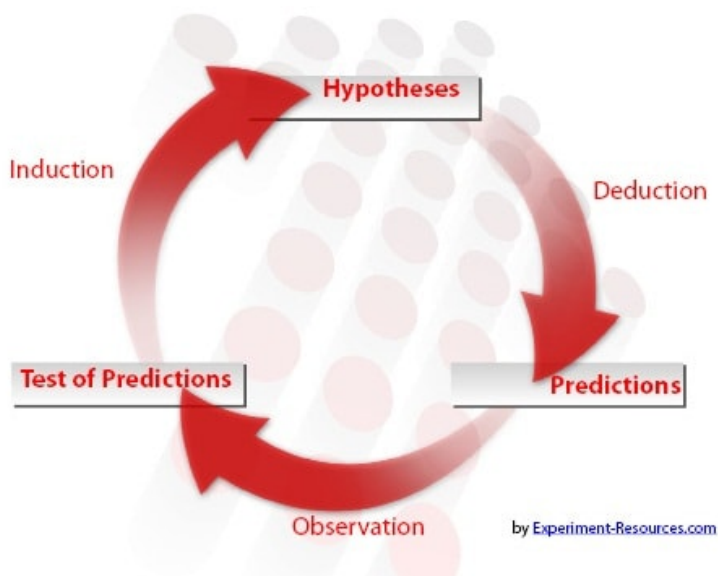 Hypotheses
Induction
Deduction
Test of Predictions
Predictions
Observation
by Experiment-Resources.com